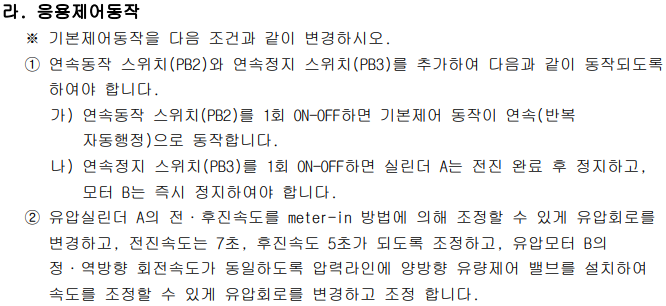 라. 응용제어동작
※ 기본제어동작을 다음 조건과 같이 변경하시오.
① 연속동작 스위치(PB2)와 연속정지 스위치(PB3)를 추가하여 다음과 같이 동작되도록
하여야 합니다.
가) 연속동작 스위치(PB2)를 1회 ON-OFF하면 기본제어 동작이 연속(반복
자동행정)으로 동작합니다.
나) 연속정지 스위치(PB3)를 1회 ON-OFF하면 실린더 A는 전진 완료 후 정지하고,
모터 B는 즉시 정지하여야 합니다.
② 유압실린더 A의 전·후진속도를 meter-in 방법에 의해 조정할 수 있게 유압회로를
변경하고, 전진속도는 7초, 후진속도 5초가 되도록 조정하고, 유압모터 B의
정·역방향 회전속도가 동일하도록 압력라인에 양방향 유량제어 밸브를 설치하여
속도를 조정할 수 있게 유압회로를 변경하고 조정 합니다.